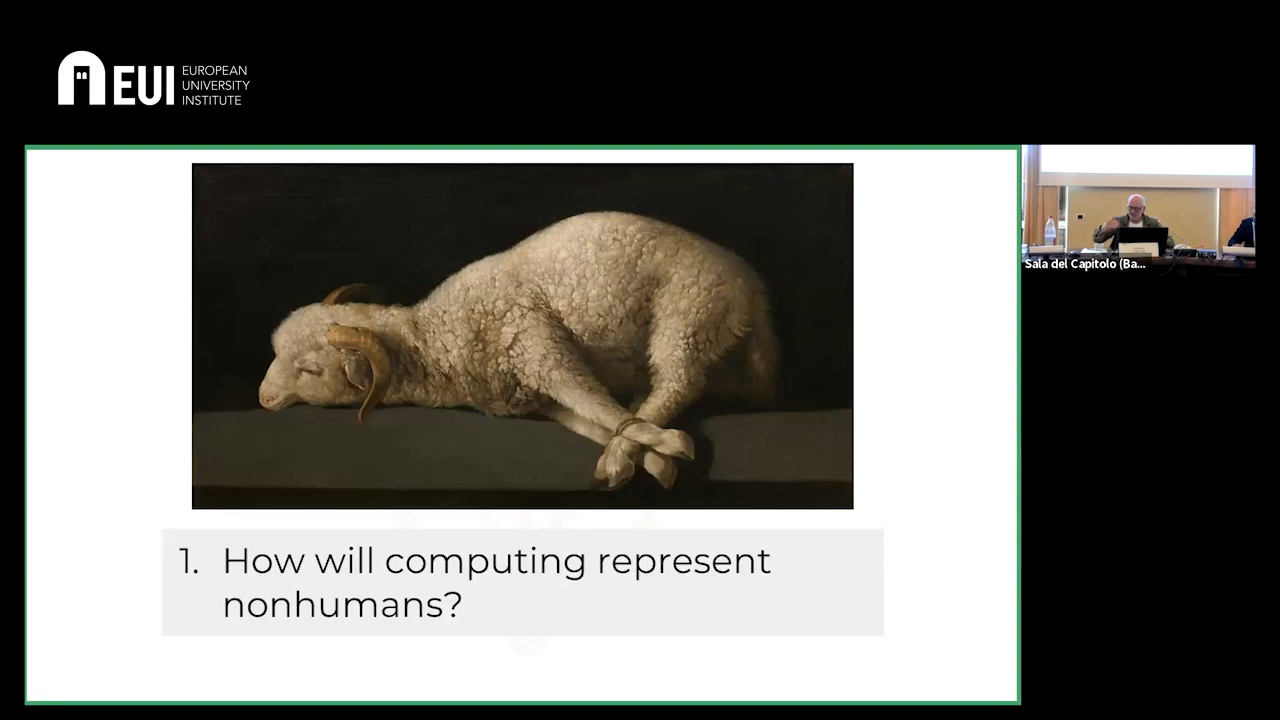 EUI
EUROPEAN
UNIVERSITY
INSTITUTE
Sala del Capitolo (Ba...
1. How will computing represent
nonhumans?